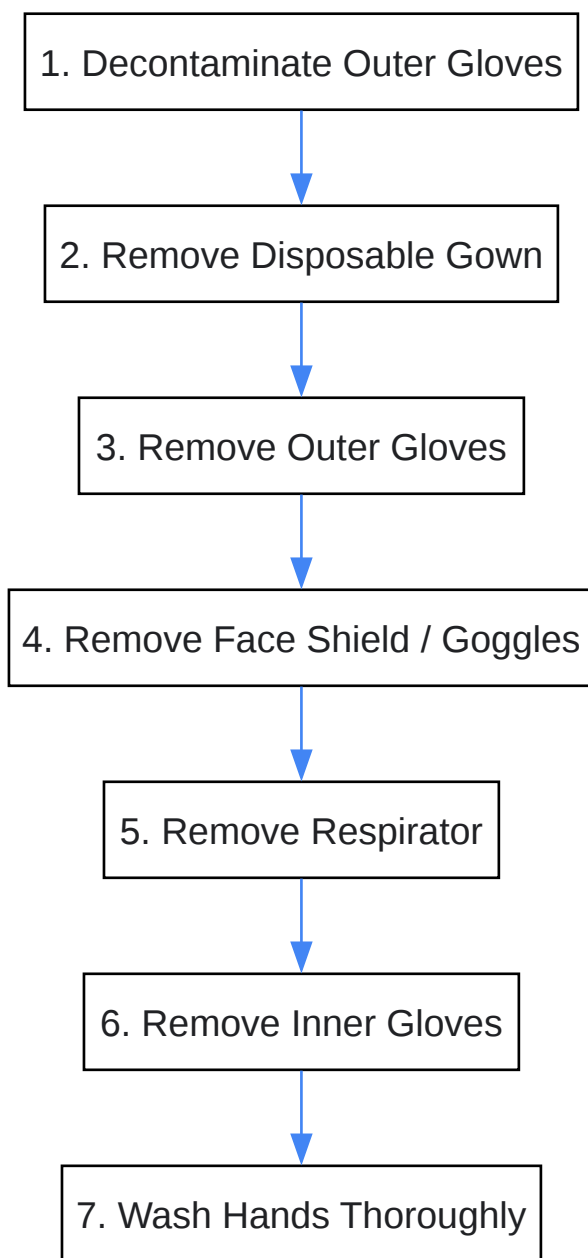 1. Decontaminate Outer Gloves
2. Remove Disposable Gown
3. Remove Outer Gloves
4. Remove Face Shield / Goggles
5. Remove Respirator
6. Remove Inner Gloves
7. Wash Hands Thoroughly